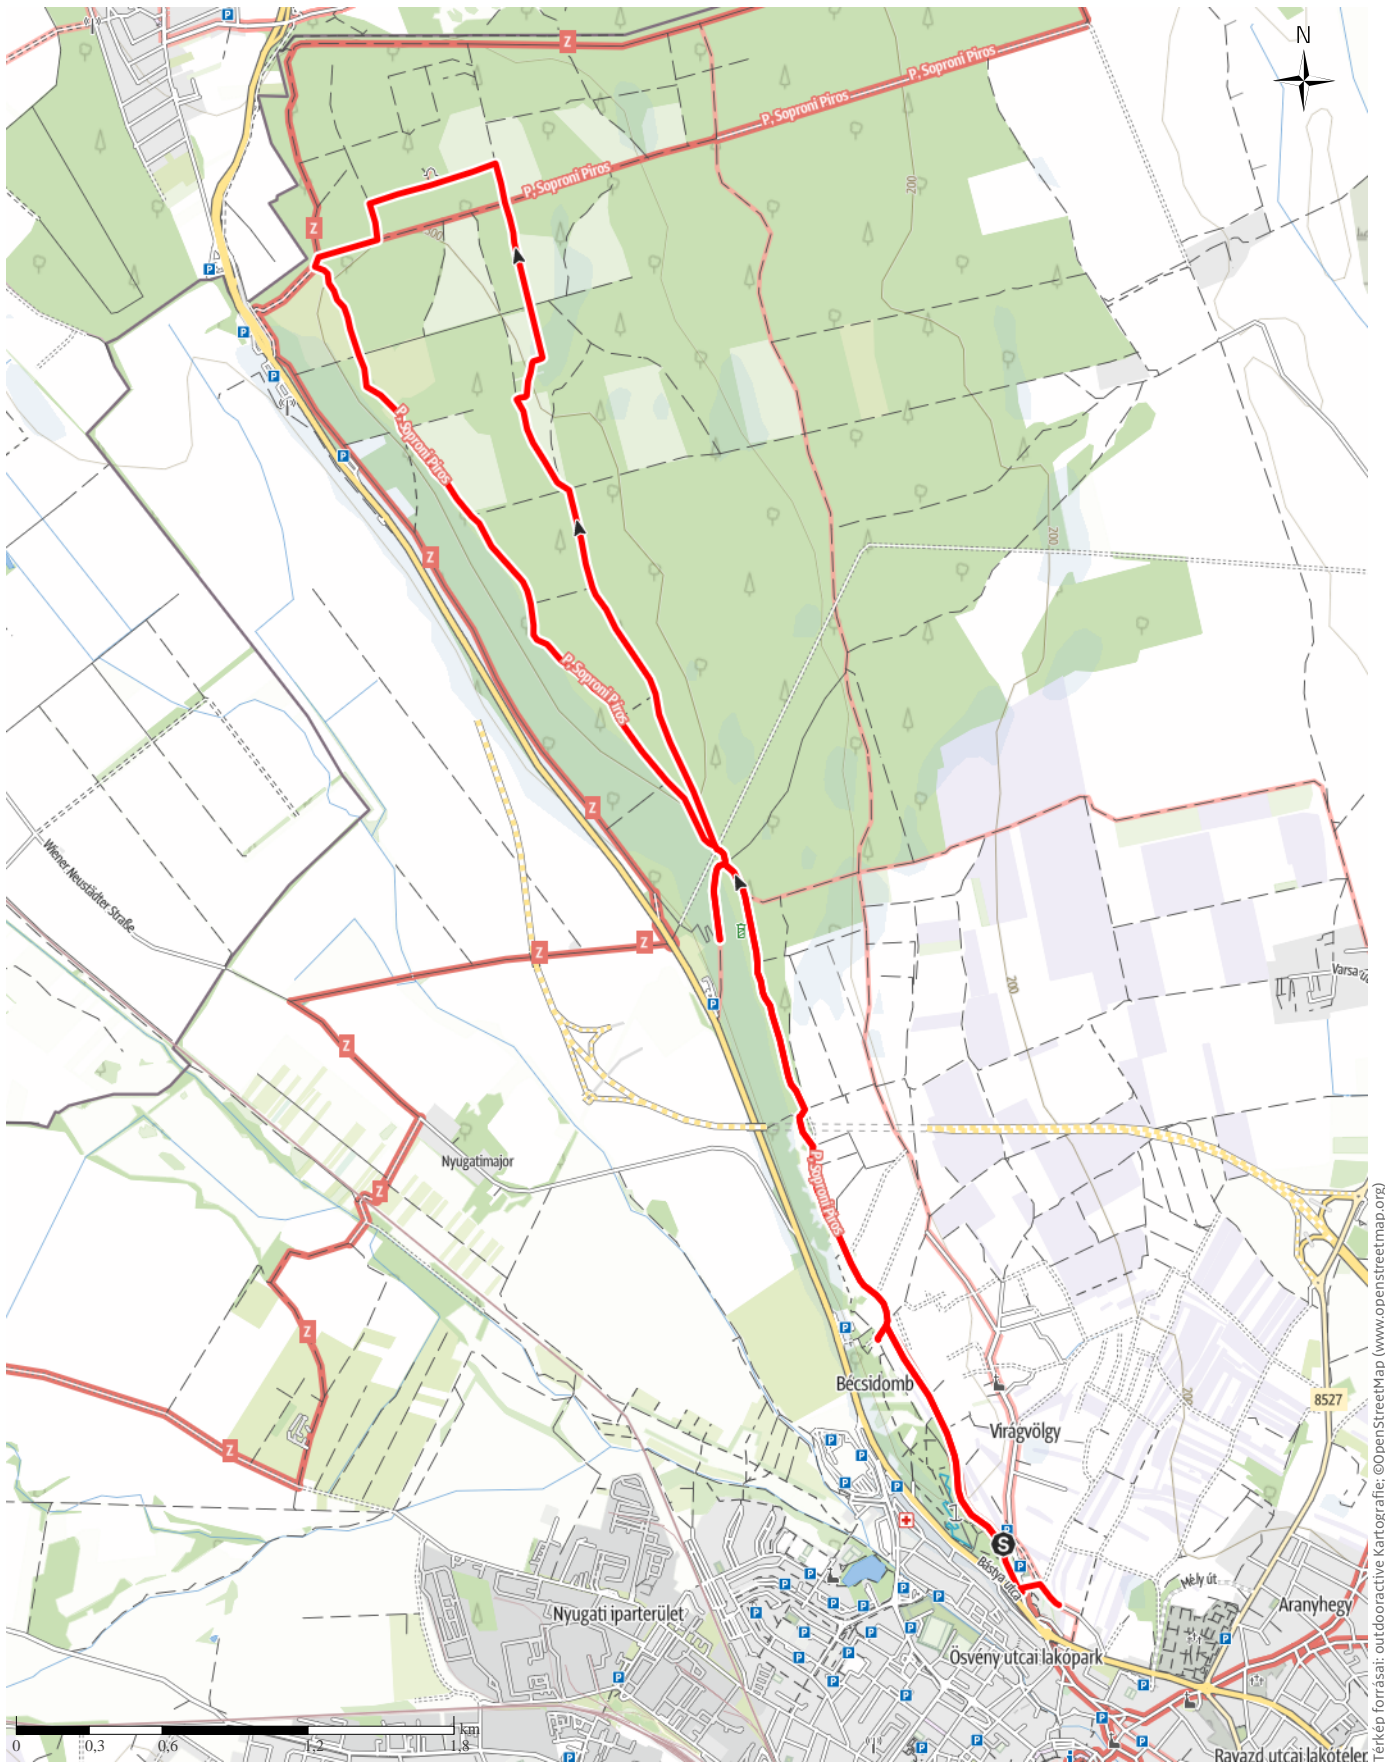 P
Z
N
P, Soproni Piros
P, Soproni Piros
200
P, Soproni Piros
Z
300
P
P
P
P, Soproni Piros
P
200
Z
P, Soproni Piros
Z
Wiener Neustädter Straße
Z
Z
Varsa u
200
P
Z
Nyugatimajor
P, Soproni Piros
Z
P
Z
Bécsidomb
200
8527
Virágvölgy
P
Z
P
P
P
P
S
P
Bástya utca
P
Mély út
P
P
P
P
Aranyhegy
Nyugati iparterület
P
P
P
P
P
P
P
P
Ösvény utcai lakópark
P
P
P
P
P
P
km
0
0,3
0,6
1,2
1,8
P
i
Ravazd utcai lakótelep
Térkép forrásai: outdooractive Kartografie: ©OpenStreetMap (www.openstreetmap.org)